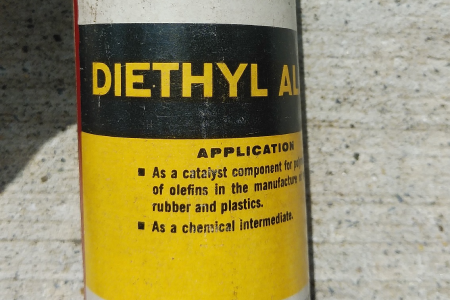 DIETHYL AL
APPLICATION
▪ As a catalyst component for
of olefins in the manufacture
rubber and plastics.
▪ As a chemical intermediate.